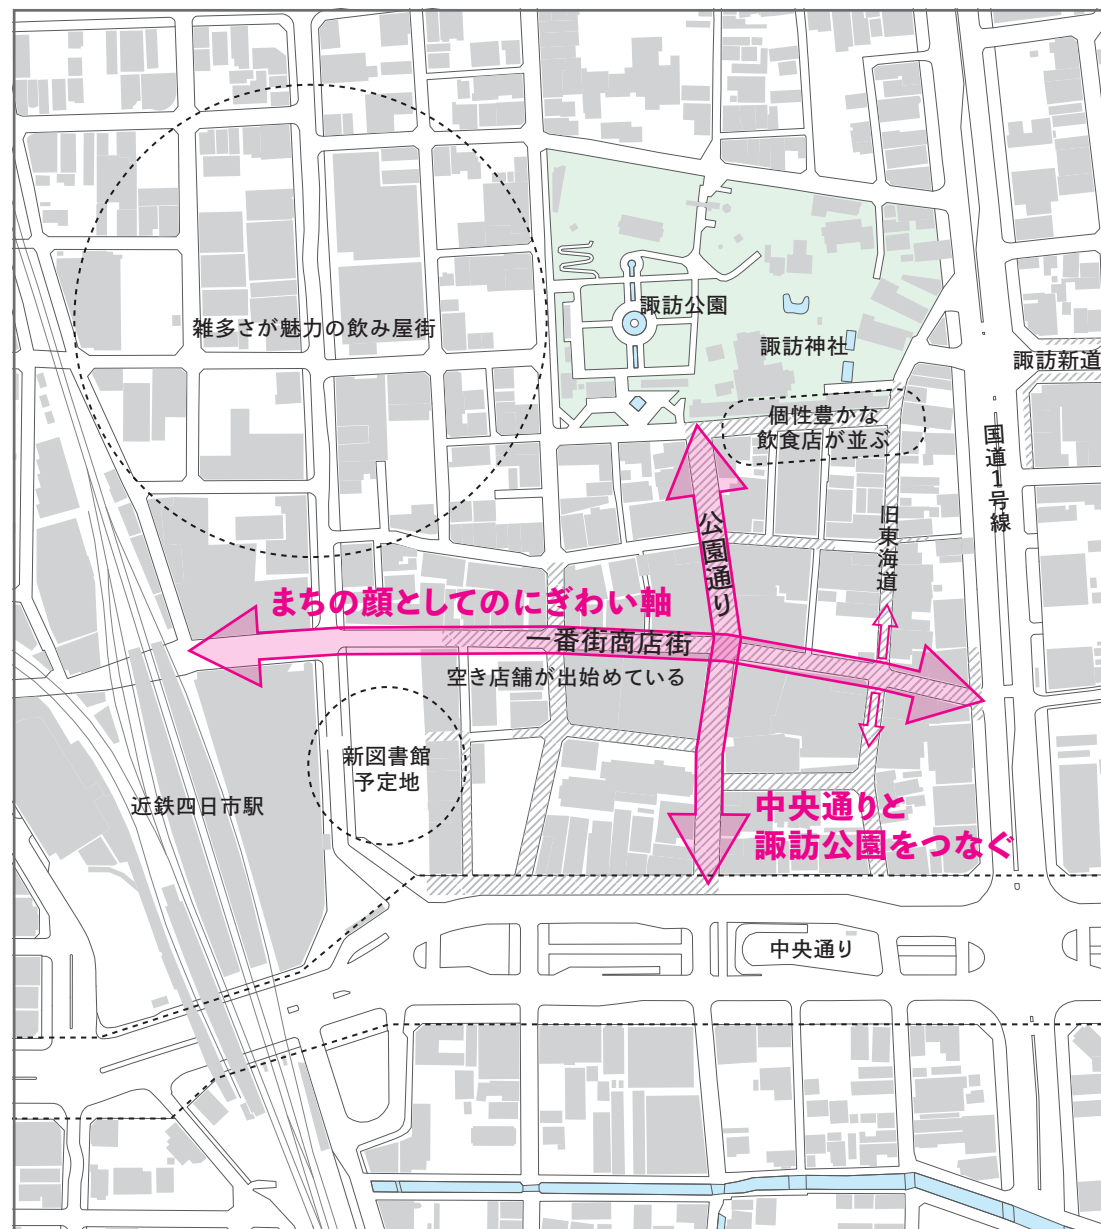 諏訪公園
雑多さが魅力の飲み屋街
諏訪神社
諏訪新道
個性豊かな
飲食店が並ぶ
国道1号線
公園通り
旧東海道
まちの顔としてのにぎわい軸
一番街商店街
空き店舗が出始めている
新図書館
予定地
近鉄四日市駅
中央通りと
諏訪公園をつなぐ
中央通り